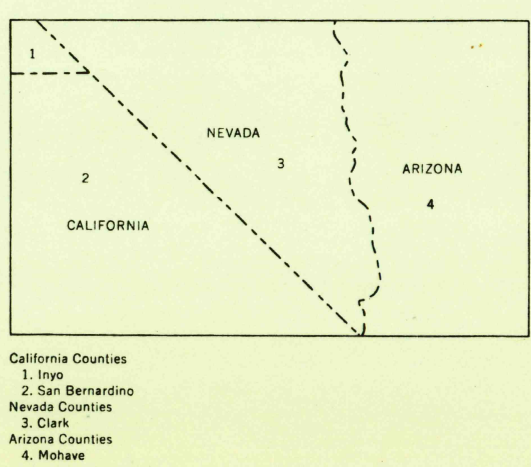 1
NEVADA
3
2
ARIZONA
4
CALIFORNIA
California Counties
1. Inyo
2. San Bernardino
Nevada Counties
3. Clark
Arizona Counties
4. Mohave